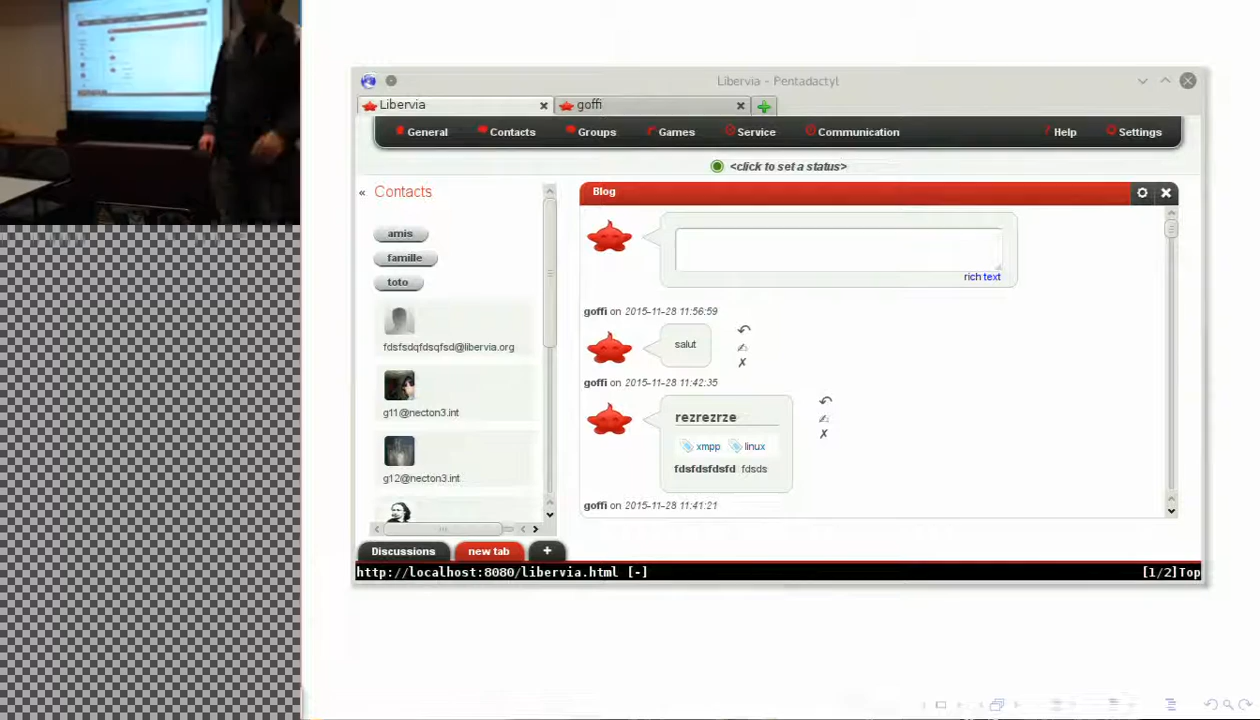 Libervia - Pentadactyl
Libervia
goffi
General Contacts Groups Games Service Communication Help Settings
<click to set a status>
« Contacts
amis
famille
toto
fdsfsdqfdsqfsd@libervia.org
g11@necton3.int
g12@necton3.int
Blog
rich text
goffi on 2015-11-28 11:56:59
salut
goffi on 2015-11-28 11:42:35
rezrezrze
xmpp linux
fdsfdsfdsfd fdsds
goffi on 2015-11-28 11:41:21
Discussions new tab +
http://localhost:8080/libervia.html [-] [1/2]Top